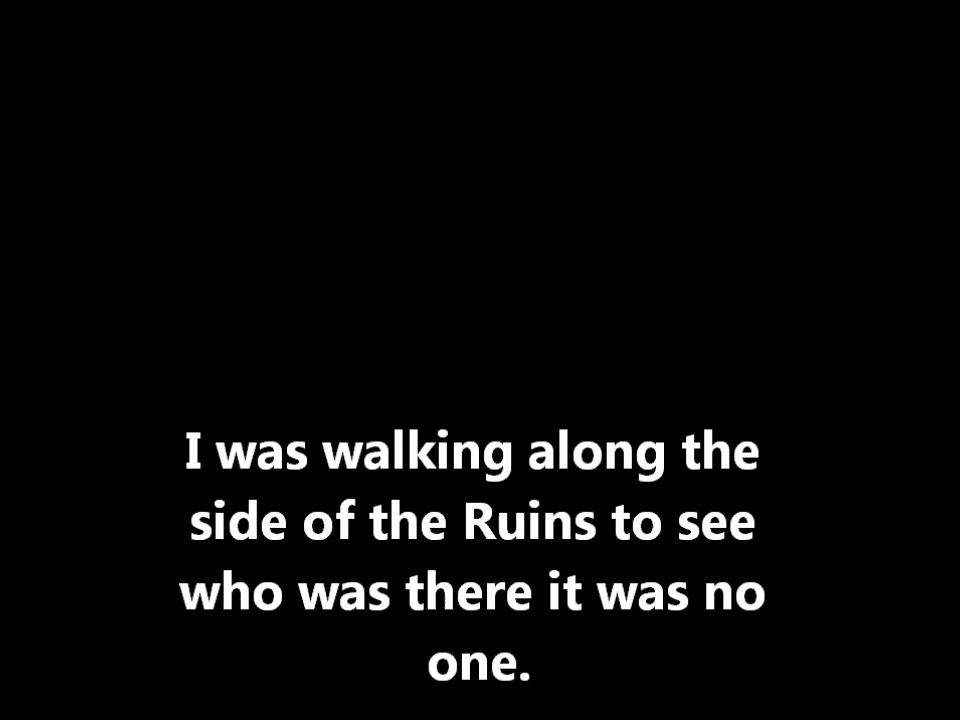 I was walking along the
side of the Ruins to see
who was there it was no
one.